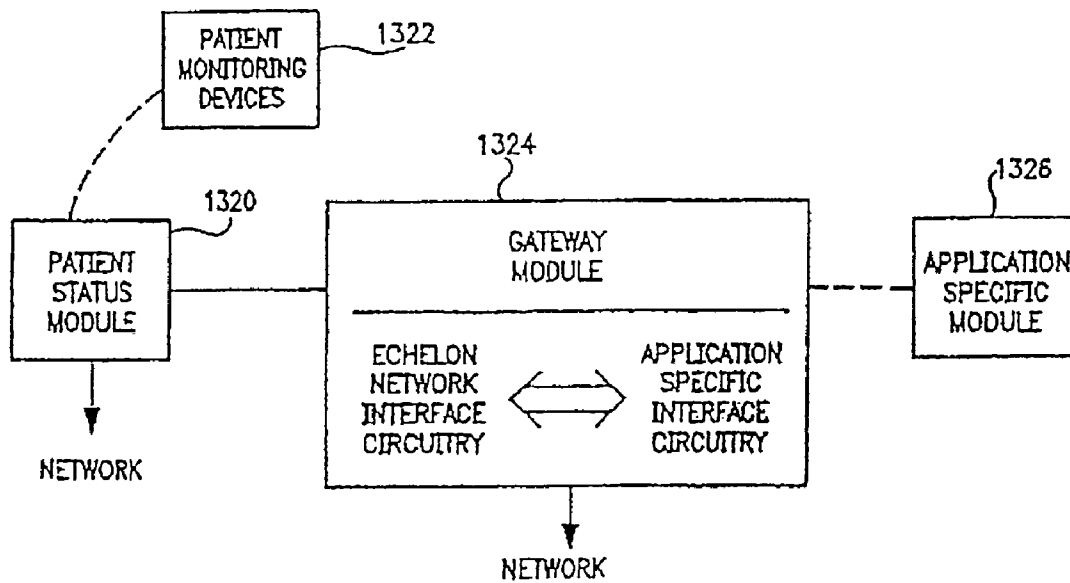 1322
PATIENT
MONITORING
DEVICES
1324
1326
1320
PATIENT
STATUS
MODULE
GATEWAY
MODULE
APPLICATION
SPECIFIC
MODULE
ECHELON
NETWORK
INTERFACE
CIRCUITRY
APPLICATION
SPECIFIC
INTERFACE
CIRCUITRY
NETWORK
NETWORK